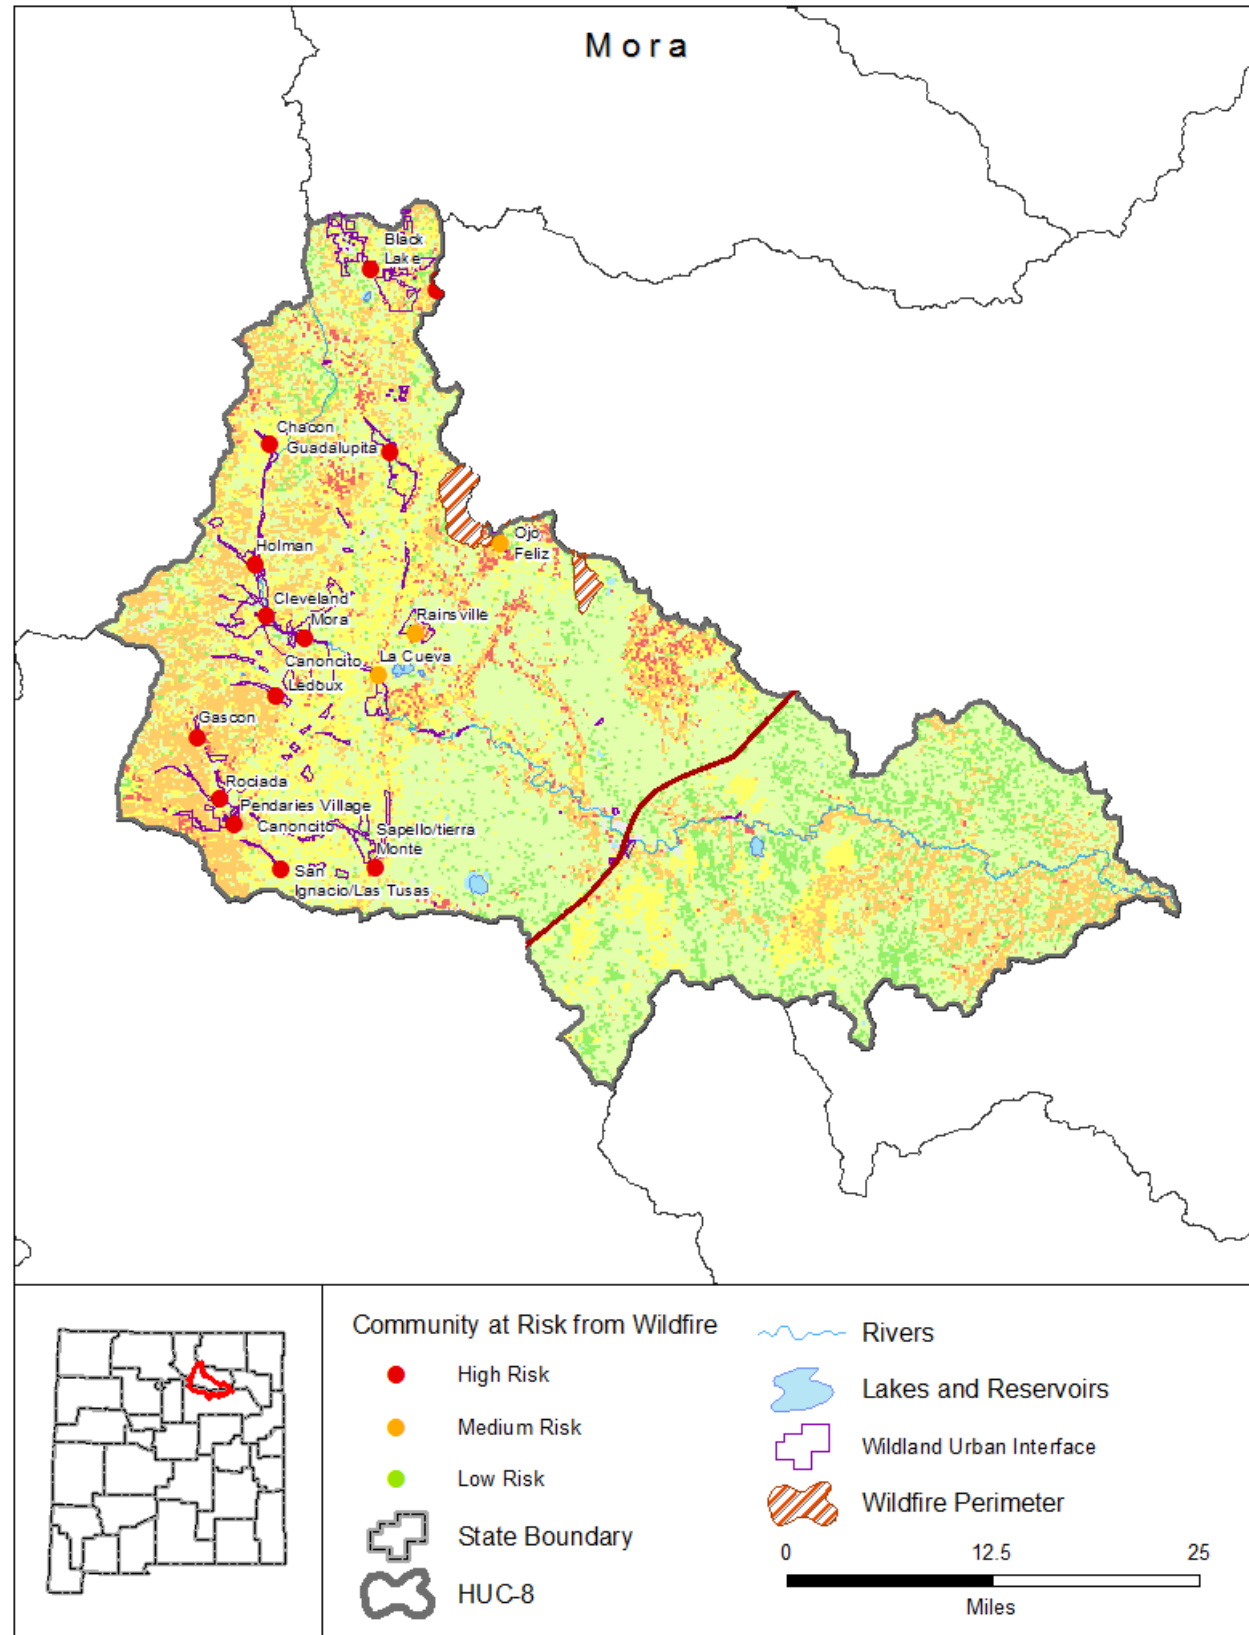 Mora
Black
Lake
Chacon
Guadalupita
Ojo
Feliz
Holman
Cleveland
Mora
Rainsville
Canoncito
La Cueva
Ledoux
Gascon
Rociada
Pendaries Village
Canoncito
Sapello/tierra
Monte
San
Ignacio/Las Tusas
Community at Risk from Wildfire
High Risk
Medium Risk
Low Risk
State Boundary
HUC-8
Rivers
Lakes and Reservoirs
Wildland Urban Interface
Wildfire Perimeter
0 12.5 25
Miles